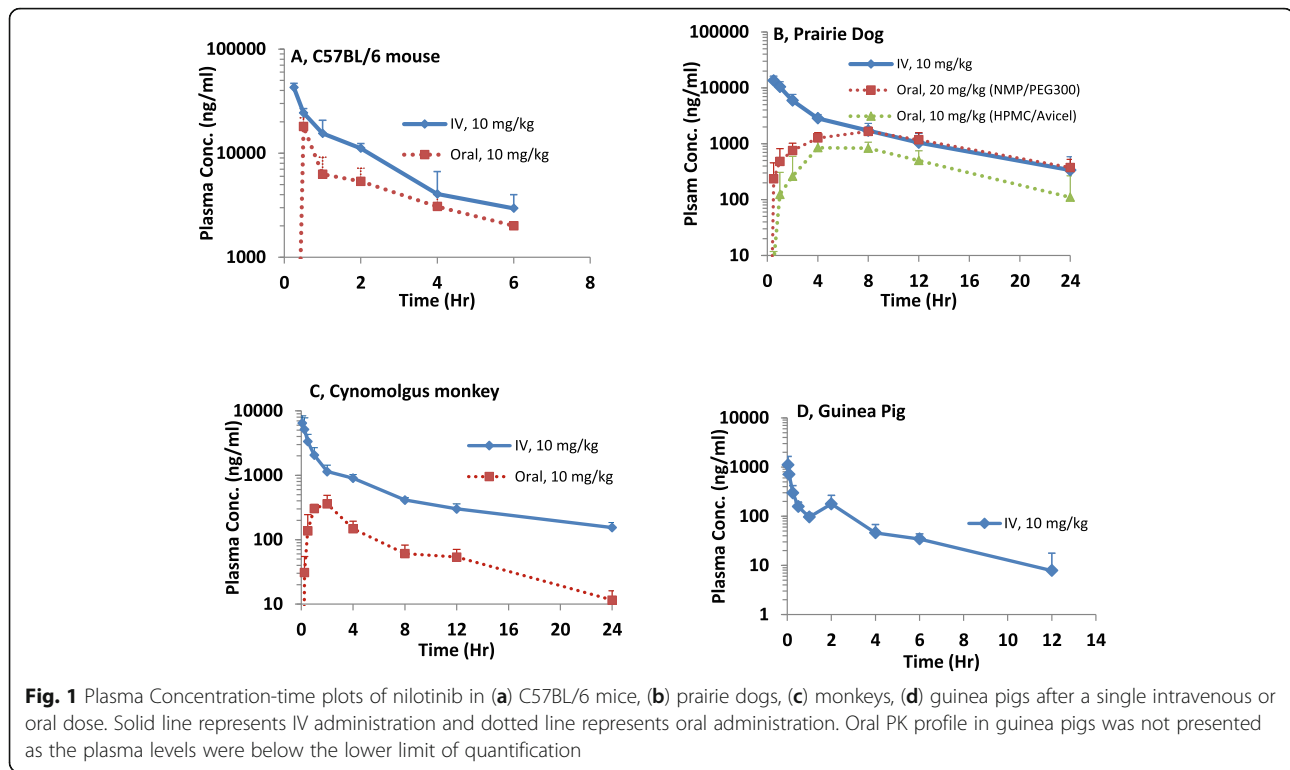 A, C57BL/6 mouse
100000
10000
1000
Plasma Conc. (ng/ml)
IV, 10 mg/kg
Oral, 10 mg/kg
0 2 4 6 8
Time (Hr)
B, Prairie Dog
100000
10000
1000
100
10
Plsam Conc. (ng/ml)
IV, 10 mg/kg
Oral, 20 mg/kg (NMP/PEG300)
Oral, 10 mg/kg (HPMC/Avicel)
0 4 8 12 16 20 24
Time (Hr)
C, Cynomolgus monkey
10000
1000
100
10
Plasma Conc. (ng/ml)
IV, 10 mg/kg
Oral, 10 mg/kg
0 4 8 12 16 20 24
Time (Hr)
D, Guinea Pig
10000
1000
100
10
1
Plasma Conc. (ng/ml)
IV, 10 mg/kg
0 2 4 6 8 10 12 14
Time (Hr)
Fig. 1 Plasma Concentration-time plots of nilotinib in (a) C57BL/6 mice, (b) prairie dogs, (c) monkeys, (d) guinea pigs after a single intravenous or
oral dose. Solid line represents IV administration and dotted line represents oral administration. Oral PK profile in guinea pigs was not presented
as the plasma levels were below the lower limit of quantification